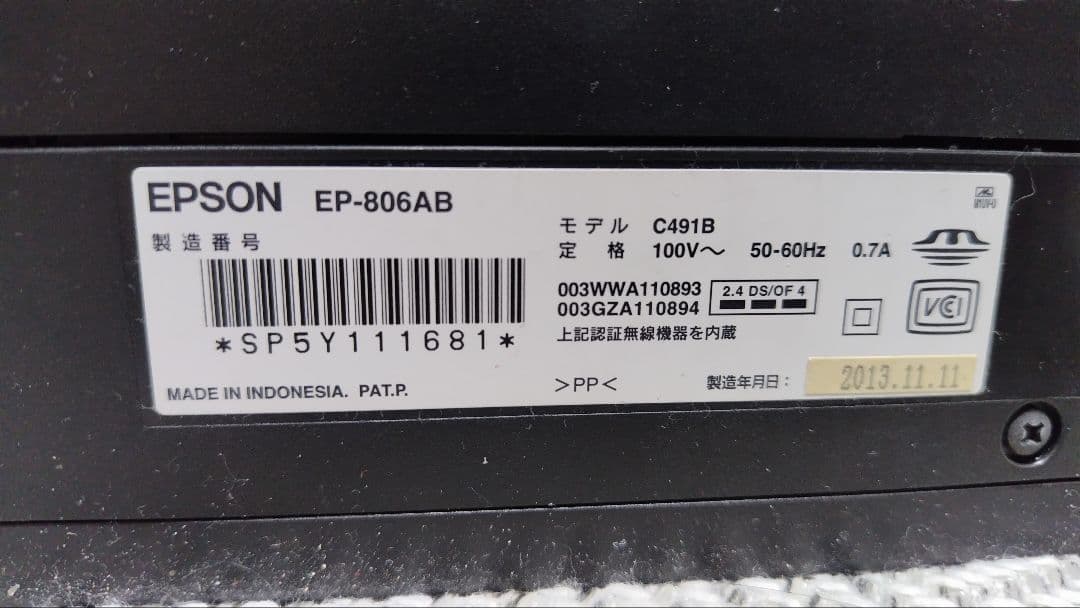 EPSON EP-806AB
製造番号
*SP5Y111681*
MADE IN INDONESIA. PAT.P.
モデル C491B
定格 100V～ 50-60Hz 0.7A
003WWA110893
003GZA110894
2.4 DS/OF 4
上記認証無線機器を内蔵
>PP<
製造年月日：2013.11.11
VCI